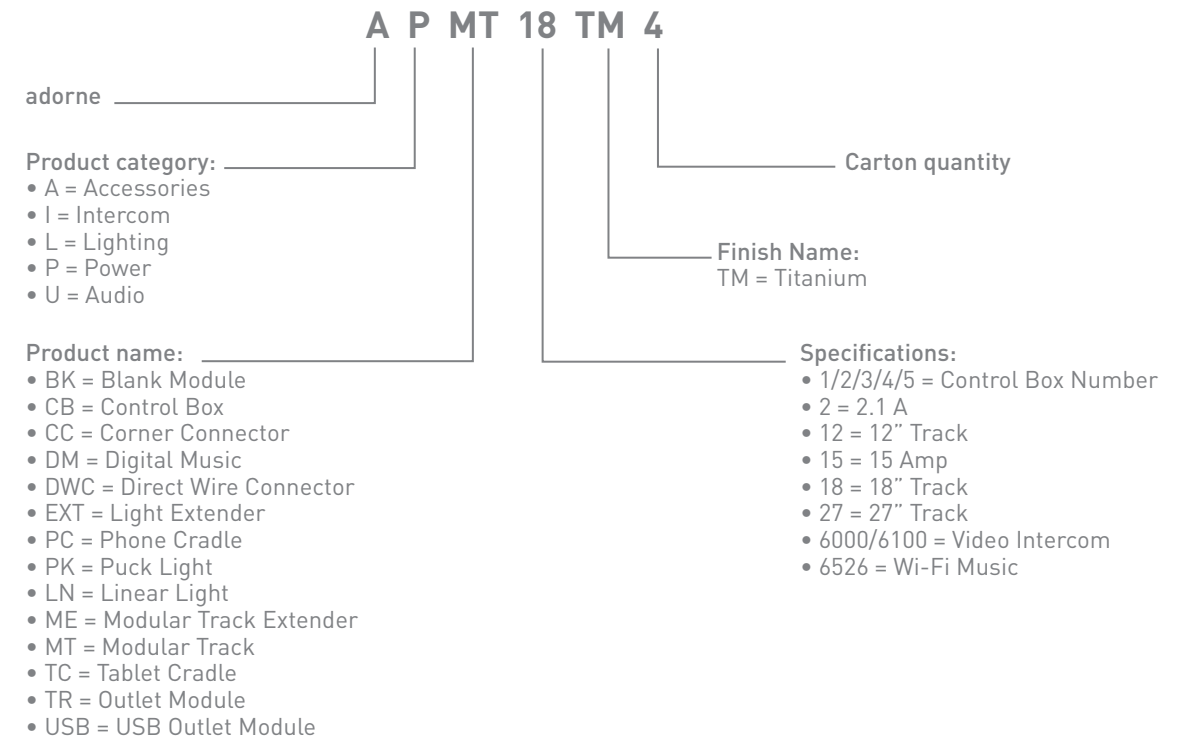 A P MT 18 TM 4
adorne
Product category:
• A = Accessories
• I = Intercom
• L = Lighting
• P = Power
• U = Audio
Carton quantity
Finish Name:
TM = Titanium
Product name:
• BK = Blank Module
• CB = Control Box
• CC = Corner Connector
• DM = Digital Music
• DWC = Direct Wire Connector
• EXT = Light Extender
• PC = Phone Cradle
• PK = Puck Light
• LN = Linear Light
• ME = Modular Track Extender
• MT = Modular Track
• TC = Tablet Cradle
• TR = Outlet Module
• USB = USB Outlet Module
Specifications:
• 1/2/3/4/5 = Control Box Number
• 2 = 2.1 A
• 12 = 12” Track
• 15 = 15 Amp
• 18 = 18” Track
• 27 = 27” Track
• 6000/6100 = Video Intercom
• 6526 = Wi-Fi Music